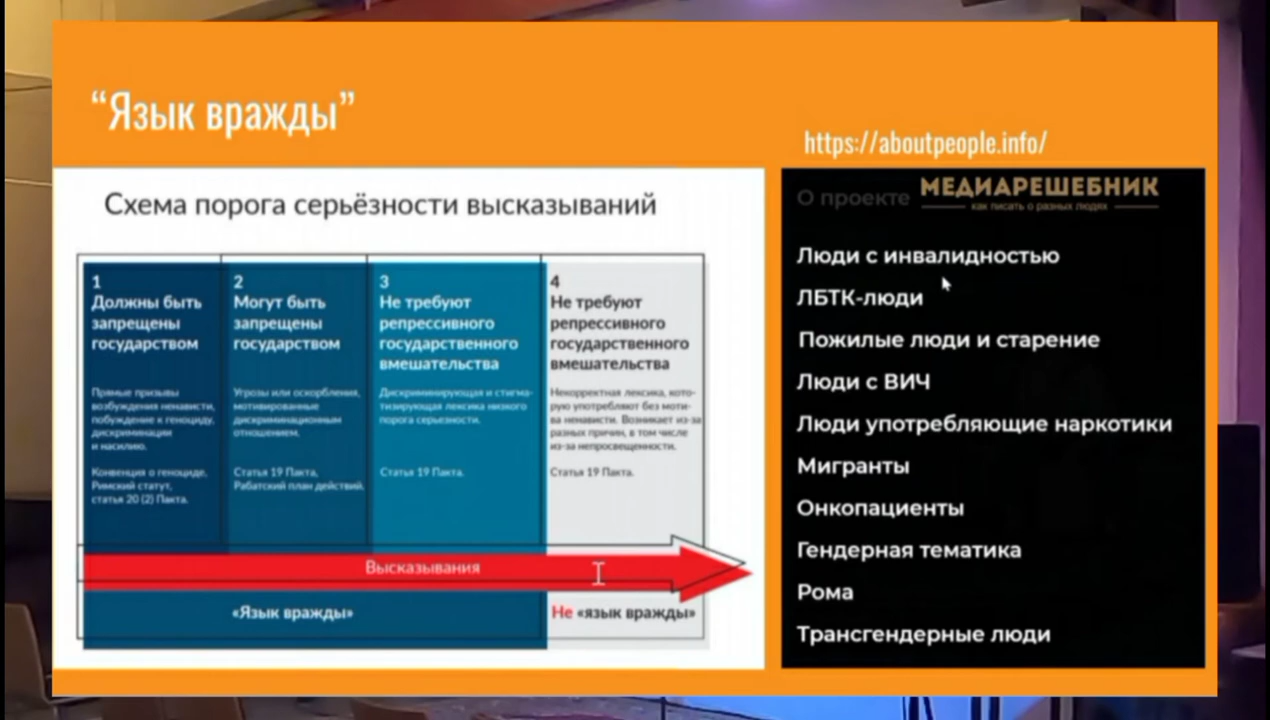 “Язык вражды”
https://aboutpeople.info/
Схема порога серьёзности высказываний
1
Должны быть
запрещены
государством
Прямые призывы
возбуждения ненависти,
побуждение к геноциду,
дискриминации
и насилию.
Конвенция о геноциде,
Римский статут,
статья 20 (2) Пакта.
2
Могут быть
запрещены
государством
Угрозы или оскорбления,
мотивированные
дискриминационным
отношением.
Статья 19 Пакта,
Рабатский план действий.
3
Не требуют
репрессивного
государственного
вмешательства
Дискриминирующая и стигма-
тизирующая лексика низкого
порога серьезности.
Статья 19 Пакта.
4
Не требуют
репрессивного
государственного
вмешательства
Некорректная лексика, кото-
рую употребляют без моти-
ва ненависти. Возникает из-за
разных причин, в том числе
из-за непросвещенности.
Статья 19 Пакта.
Высказывания
«Язык вражды»
Не «язык вражды»
О проекте
МЕДИАРЕШЕБНИК
как писать о разных людях
Люди с инвалидностью
ЛБТК-люди
Пожилые люди и старение
Люди с ВИЧ
Люди употребляющие наркотики
Мигранты
Онкопациенты
Гендерная тематика
Рома
Трансгендерные люди